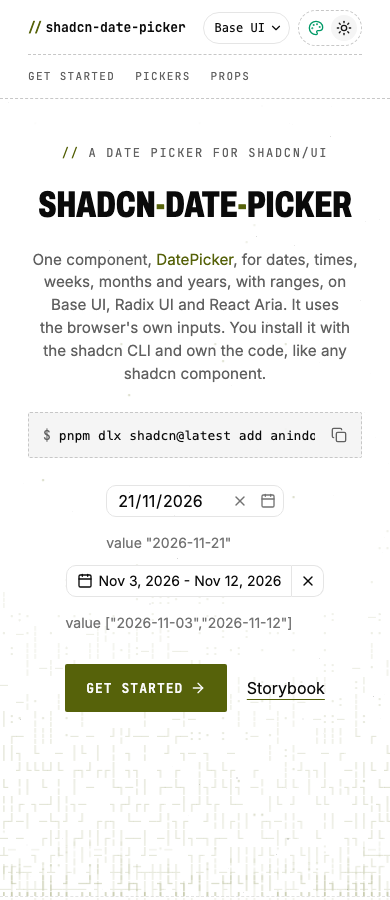 // shadcn-date-picker
Base UI
GET STARTED PICKERS PROPS
// A DATE PICKER FOR SHADCN/UI
SHADCN-DATE-PICKER
One component, DatePicker, for dates, times,
weeks, months and years, with ranges, on
Base UI, Radix UI and React Aria. It uses
the browser's own inputs. You install it with
the shadcn CLI and own the code, like any
shadcn component.
$ pnpm dlx shadcn@latest add anindo
21/11/2026
value "2026-11-21"
Nov 3, 2026 - Nov 12, 2026
value ["2026-11-03","2026-11-12"]
GET STARTED →
Storybook